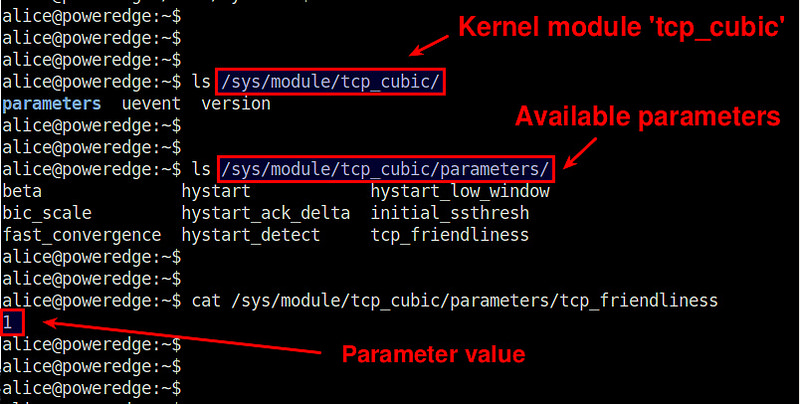 alice@poweredge:~$
alice@poweredge:~$
alice@poweredge:~$
Kernel module 'tcp_cubic'
alice@poweredge:~$ ls /sys/module/tcp_cubic/
parameters uevent version
alice@poweredge:~$
Available parameters
alice@poweredge:~$
alice@poweredge:~$ ls /sys/module/tcp_cubic/parameters/
beta hystart hystart_low_window
bic_scale hystart_ack_delta initial_ssthresh
fast_convergence hystart_detect tcp_friendliness
alice@poweredge:~$
alice@poweredge:~$
alice@poweredge:~$ cat /sys/module/tcp_cubic/parameters/tcp_friendliness
1
alice@poweredge:~$
Parameter value
alice@poweredge:~$
alice@poweredge:~$